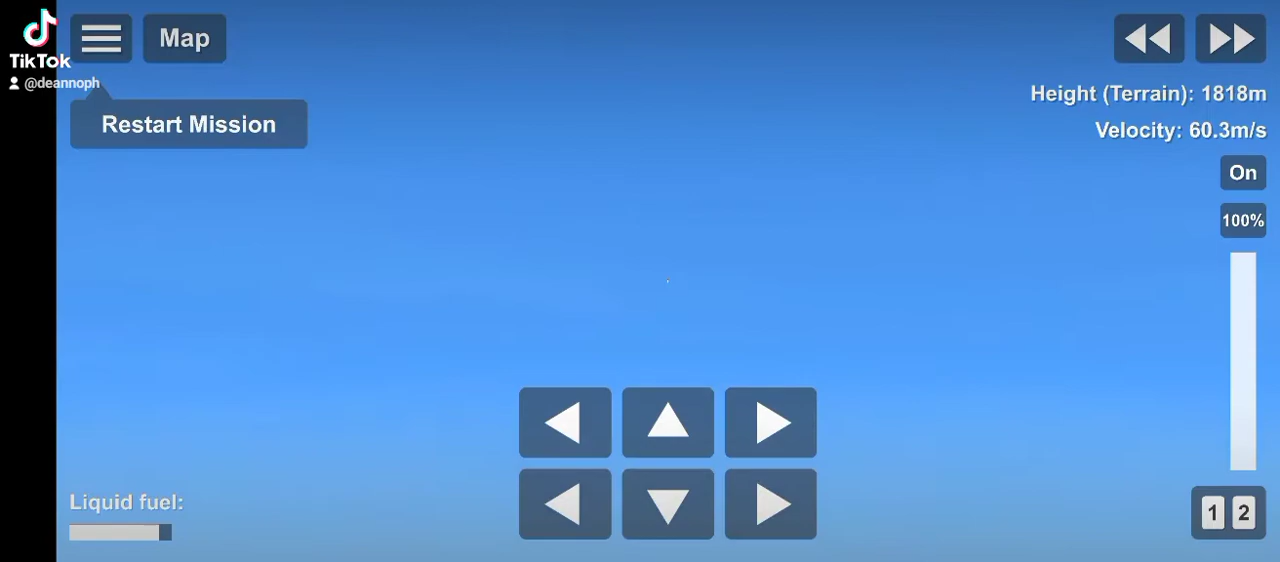 TikTok
@deannoph
Map
Restart Mission
Height (Terrain): 1818m
Velocity: 60.3m/s
On
100%
Liquid fuel:
1 2